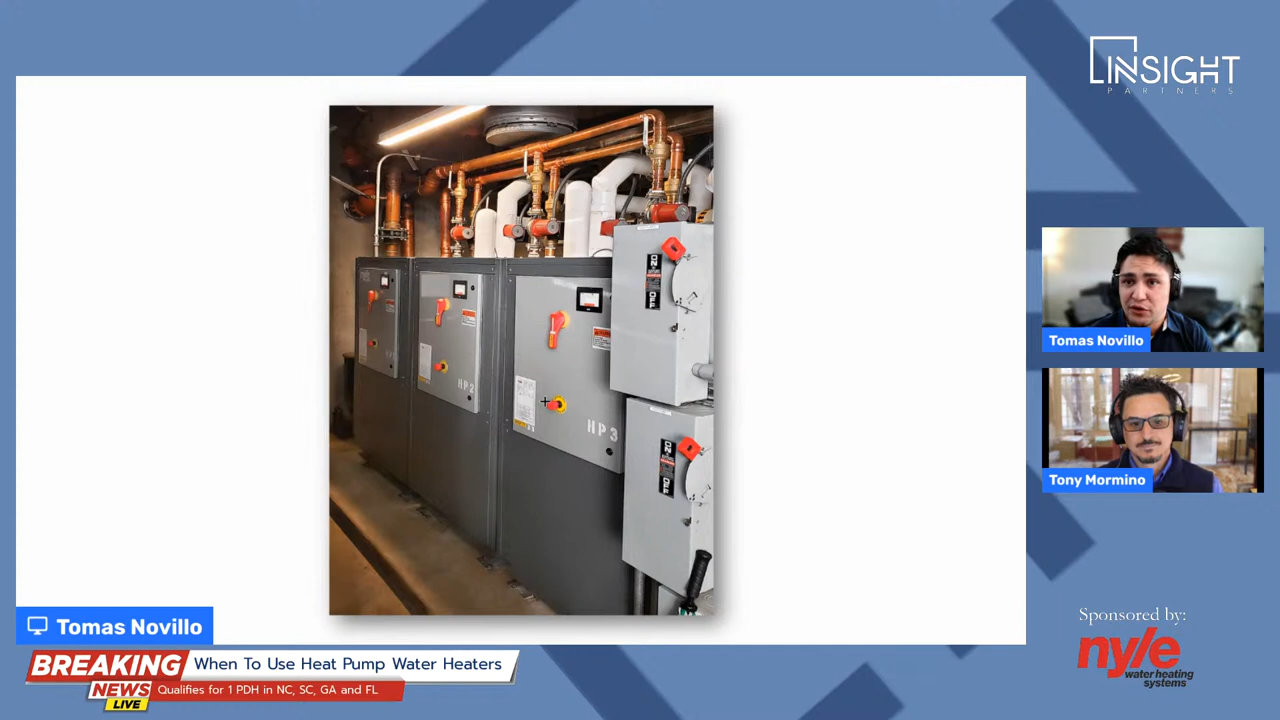 INSIGHT
PARTNERS
ON
OFF
HP2
HP3
ON
OFF
Tomas Novillo
Tony Mormino
Tomas Novillo
BREAKING
NEWS
LIVE
When To Use Heat Pump Water Heaters
Qualifies for 1 PDH in NC, SC, GA and FL
Sponsored by:
nyle
water heating
systems